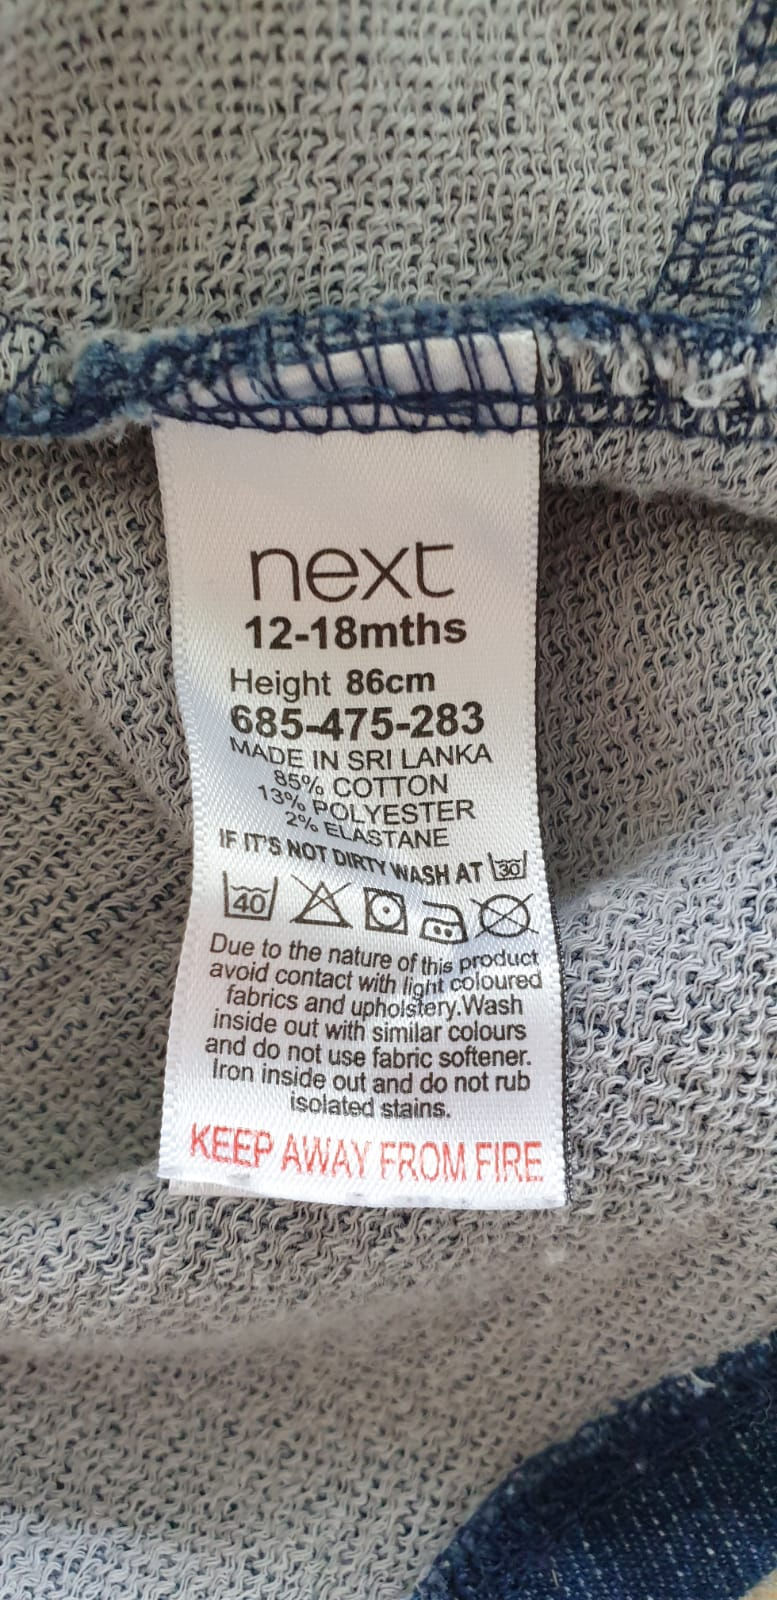 next
12-18mths
Height 86cm
685-475-283
MADE IN SRI LANKA
85% COTTON
13% POLYESTER
2% ELASTANE
IF IT'S NOT DIRTY WASH AT 30
40
Due to the nature of this product
avoid contact with light coloured
fabrics and upholstery.Wash
inside out with similar colours
and do not use fabric softener.
Iron inside out and do not rub
isolated stains.
KEEP AWAY FROM FIRE